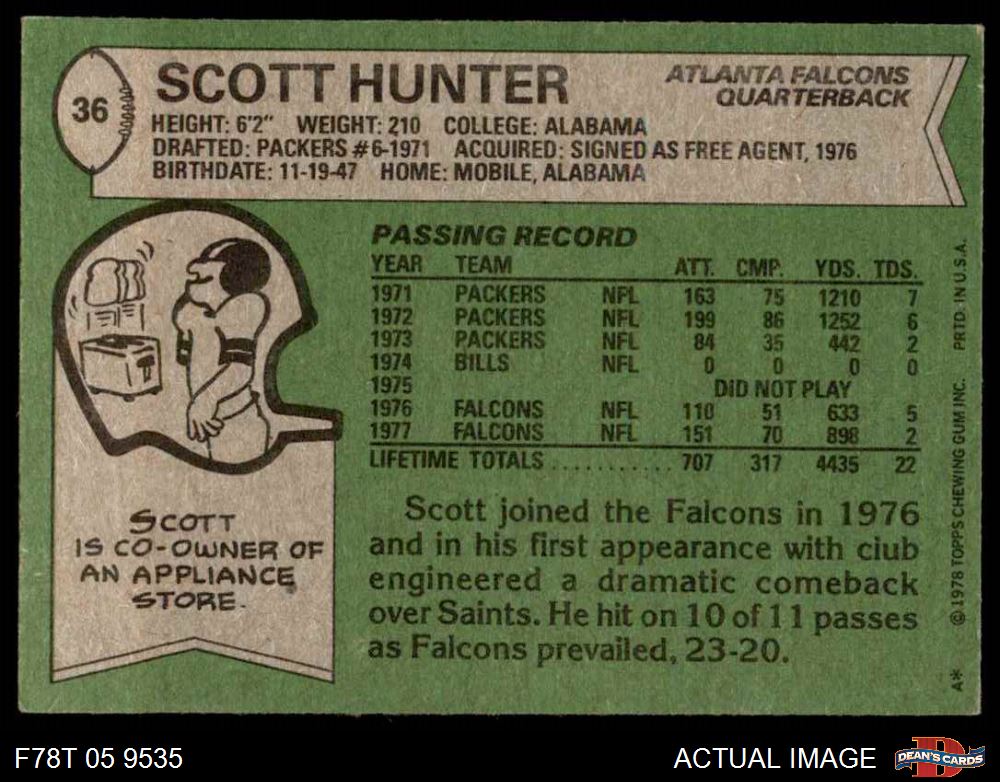 36
SCOTT HUNTER
ATLANTA FALCONS
QUARTERBACK
HEIGHT: 6'2" WEIGHT: 210 COLLEGE: ALABAMA
DRAFTED: PACKERS #6-1971 ACQUIRED: SIGNED AS FREE AGENT, 1976
BIRTHDATE: 11-19-47 HOME: MOBILE, ALABAMA
PASSING RECORD
YEAR TEAM ATT. CMP. YDS. TDS.
1971 PACKERS NFL 163 75 1210 7
1972 PACKERS NFL 199 86 1252 6
1973 PACKERS NFL 84 35 442 2
1974 BILLS NFL 0 0 0 0
1975 DID NOT PLAY
1976 FALCONS NFL 110 51 633 5
1977 FALCONS NFL 151 70 898 2
LIFETIME TOTALS ........... 707 317 4435 22
SCOTT
IS CO-OWNER OF
AN APPLIANCE
STORE.
Scott joined the Falcons in 1976
and in his first appearance with club
engineered a dramatic comeback
over Saints. He hit on 10 of 11 passes
as Falcons prevailed, 23-20.
A* © 1978 TOPPS CHEWING GUM INC. PRTD. IN U.S.A.
F78T 05 9535
ACTUAL IMAGE
D
DEAN'S CARDS